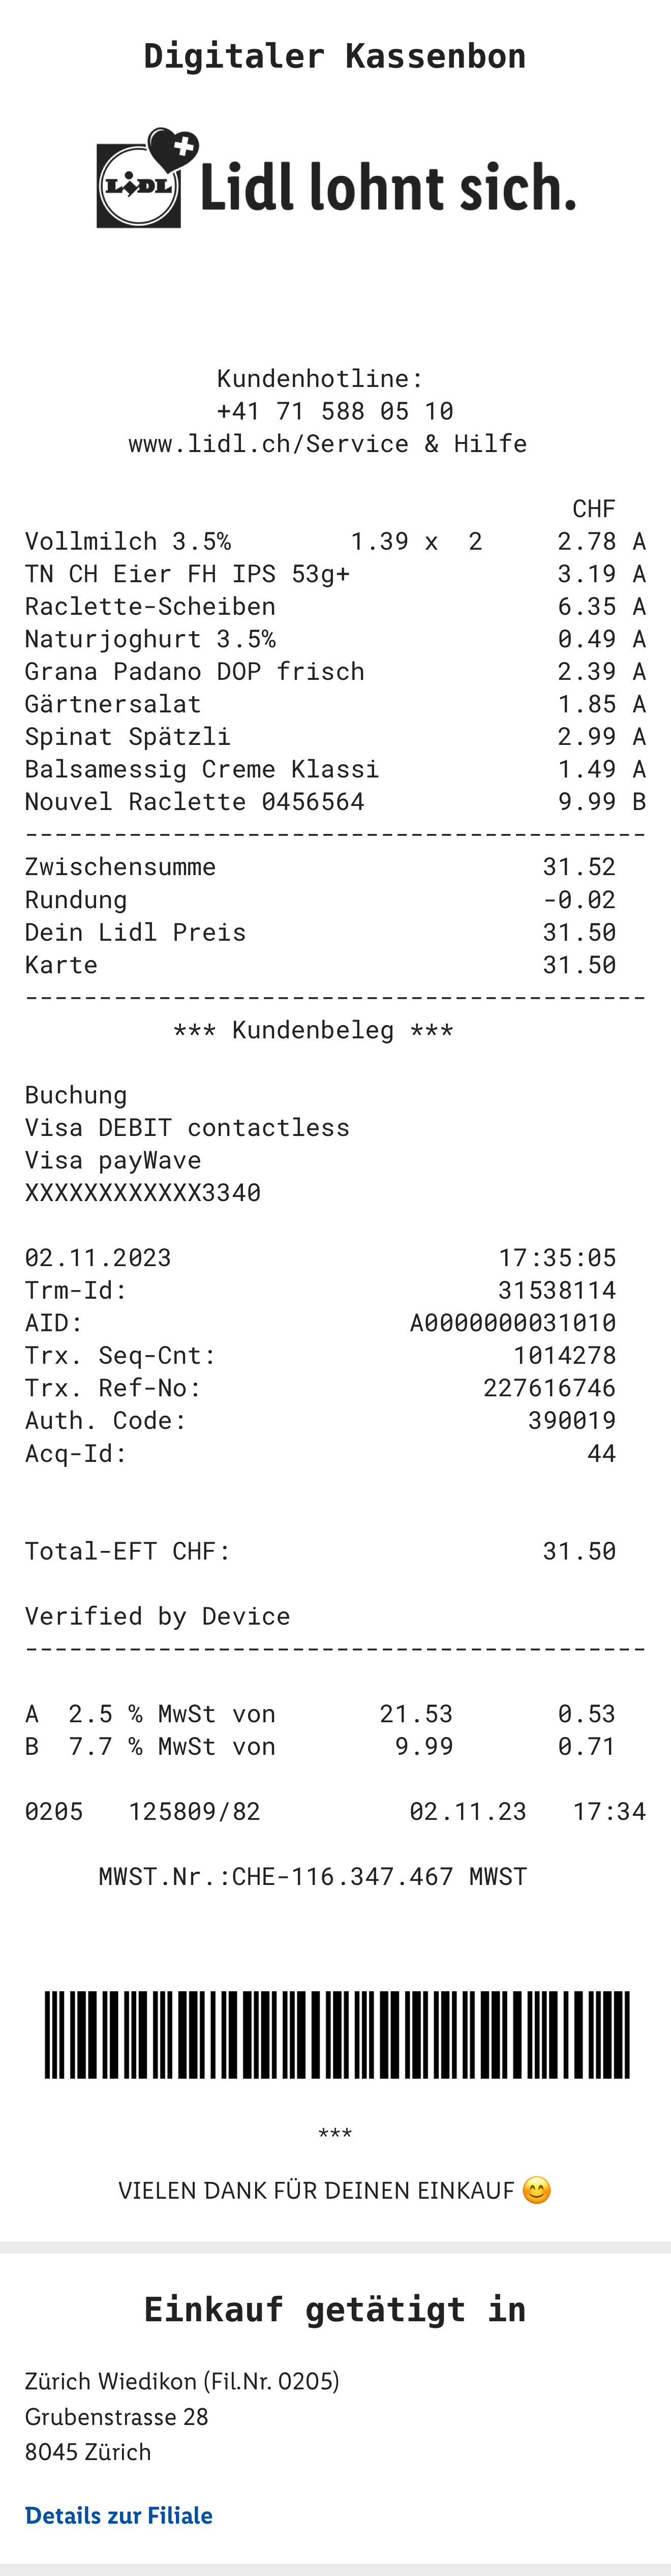 Digitaler Kassenbon
LIDL Lidl lohnt sich.
Kundenhotline:
+41 71 588 05 10
www.lidl.ch/Service & Hilfe
CHF
Vollmilch 3.5% 1.39 x 2 2.78 A
TN CH Eier FH IPS 53g+ 3.19 A
Raclette-Scheiben 6.35 A
Naturjoghurt 3.5% 0.49 A
Grana Padano DOP frisch 2.39 A
Gärtnersalat 1.85 A
Spinat Spätzli 2.99 A
Balsamessig Creme Klassi 1.49 A
Nouvel Raclette 0456564 9.99 B
------------------------------------------
Zwischensumme 31.52
Rundung -0.02
Dein Lidl Preis 31.50
Karte 31.50
------------------------------------------
*** Kundenbeleg ***
Buchung
Visa DEBIT contactless
Visa payWave
XXXXXXXXXXXX3340
02.11.2023 17:35:05
Trm-Id: 31538114
AID: A0000000031010
Trx. Seq-Cnt: 1014278
Trx. Ref-No: 227616746
Auth. Code: 390019
Acq-Id: 44
Total-EFT CHF: 31.50
Verified by Device
------------------------------------------
A 2.5 % MwSt von 21.53 0.53
B 7.7 % MwSt von 9.99 0.71
0205 125809/82 02.11.23 17:34
MWST.Nr.:CHE-116.347.467 MWST
***
VIELEN DANK FÜR DEINEN EINKAUF 😊
Einkauf getätigt in
Zürich Wiedikon (Fil.Nr. 0205)
Grubenstrasse 28
8045 Zürich
Details zur Filiale